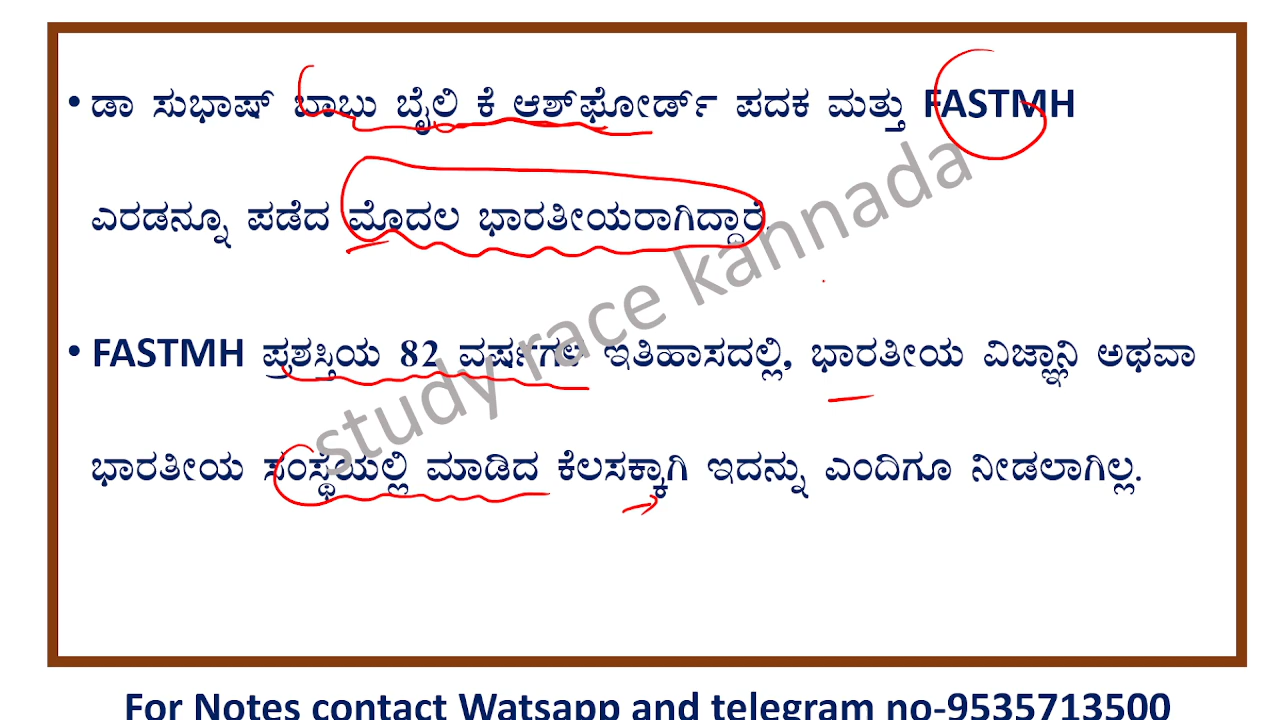 • ಡಾ ಸುಭಾಷ್ ಬಾಬು ಬೈಲಿ ಕೆ ಆಶ್‌ಫೋರ್ಡ್ ಪದಕ ಮತ್ತು FASTMH
ಎರಡನ್ನೂ ಪಡೆದ ಮೊದಲ ಭಾರತೀಯರಾಗಿದ್ದಾರೆ.
• FASTMH ಪ್ರಶಸ್ತಿಯ 82 ವರ್ಷಗಳ ಇತಿಹಾಸದಲ್ಲಿ, ಭಾರತೀಯ ವಿಜ್ಞಾನಿ ಅಥವಾ
ಭಾರತೀಯ ಸಂಸ್ಥೆಯಲ್ಲಿ ಮಾಡಿದ ಕೆಲಸಕ್ಕಾಗಿ ಇದನ್ನು ಎಂದಿಗೂ ನೀಡಲಾಗಿಲ್ಲ.
study race kannada
For Notes contact Watsapp and telegram no-9535713500